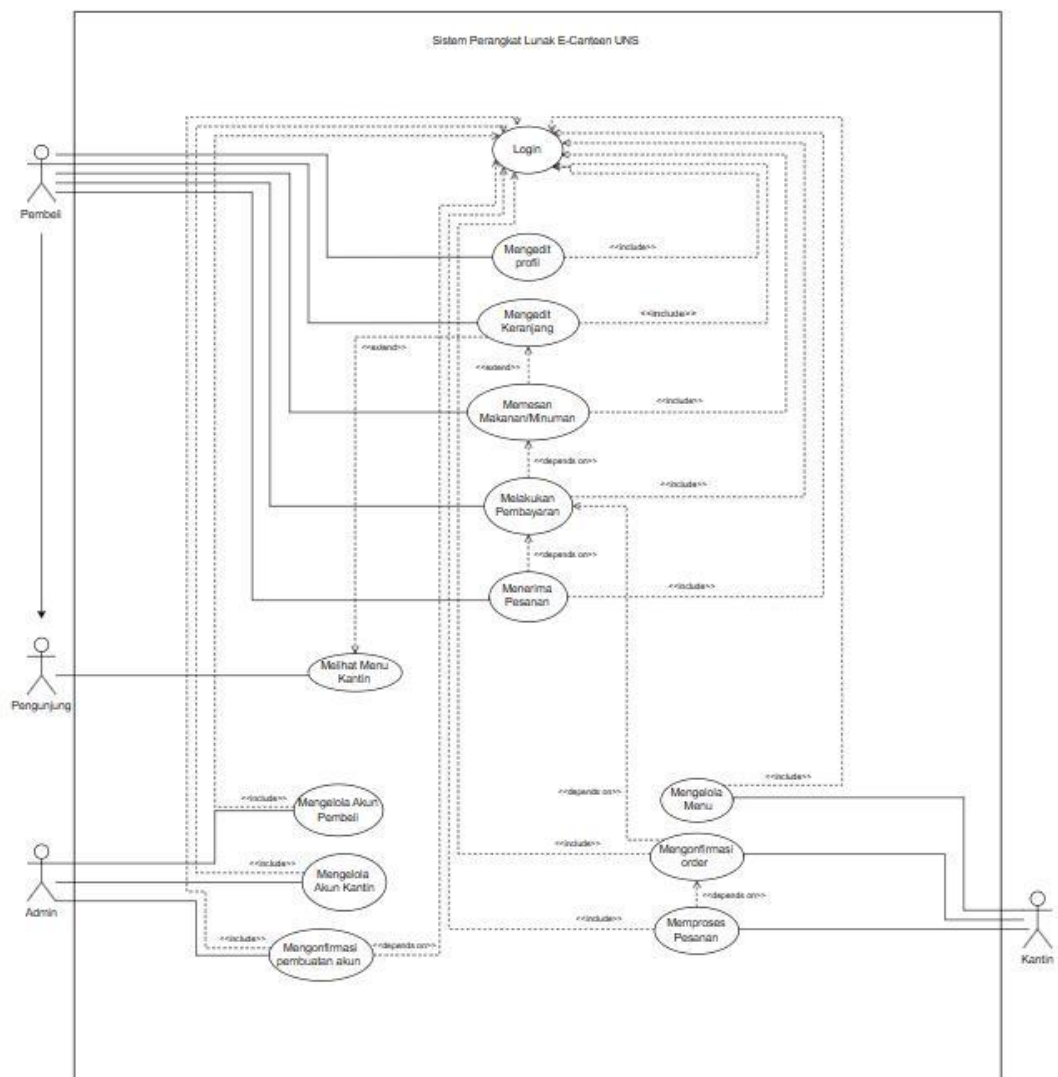 Sistem Perangkat Lunak E-Canteen UNS
Login
Pembeli
Mengedit
profil
<<include>>
Mengedit
Keranjang
<<include>>
<<extend>>
<<extend>>
Memesan
Makanan/Minuman
<<include>>
<<depends on>>
Melakukan
Pembayaran
<<include>>
<<depends on>>
Menerima
Pesanan
<<include>>
Melihat Menu
Kantin
Pengunjung
<<include>>
Mengelola Akun
Pembeli
<<depends on>>
Mengelola
Menu
<<include>>
<<include>>
Mengelola
Akun Kantin
Admin
<<include>>
Mengonfirmasi
order
<<depends on>>
<<include>>
Memproses
Pesanan
<<include>>
Mengonfirmasi
pembuatan akun
<<depends on>>
Kantin